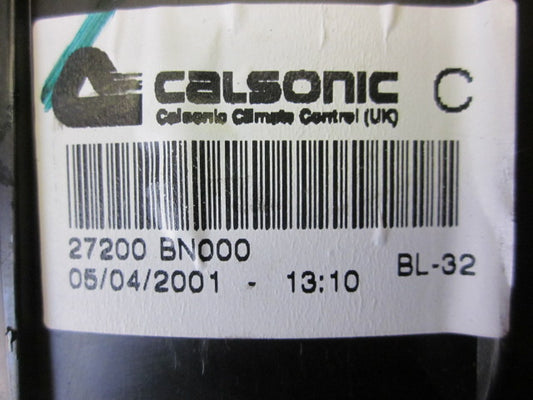 CALSONIC C
Calsonic Climate Control (UK)
27200 BN000
05/04/2001 - 13:10 BL-32